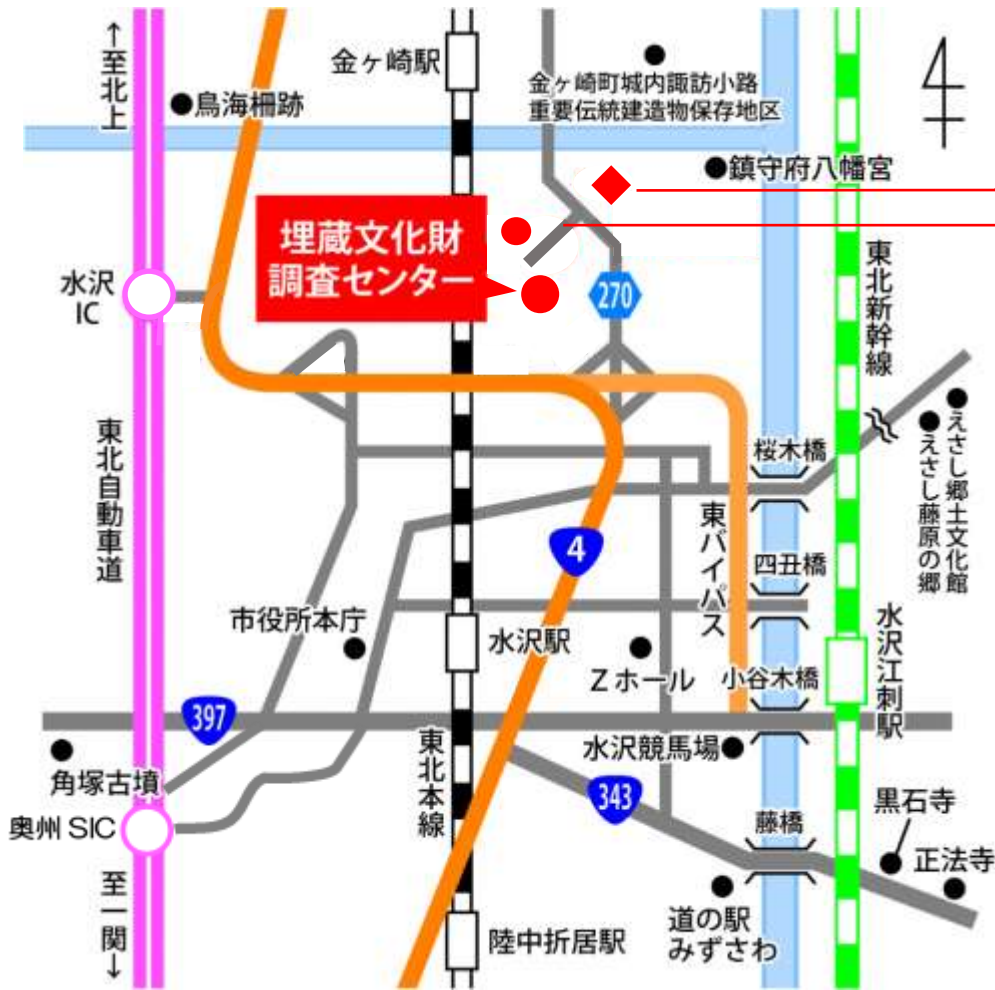 ↑至北上
鳥海柵跡
金ヶ崎駅
金ヶ崎町城内諏訪小路
重要伝統建造物保存地区
鎮守府八幡宮
埋蔵文化財
調査センター
水沢
IC
270
東北新幹線
東北自動車道
桜木橋
えさし郷土文化館
えさし藤原の郷
4
東バイパス
四丑橋
市役所本庁
水沢駅
Zホール
小谷木橋
水沢江刺駅
397
角塚古墳
東北本線
水沢競馬場
343
奥州 SIC
藤橋
黒石寺
正法寺
至一関↓
陸中折居駅
道の駅
みずさわ